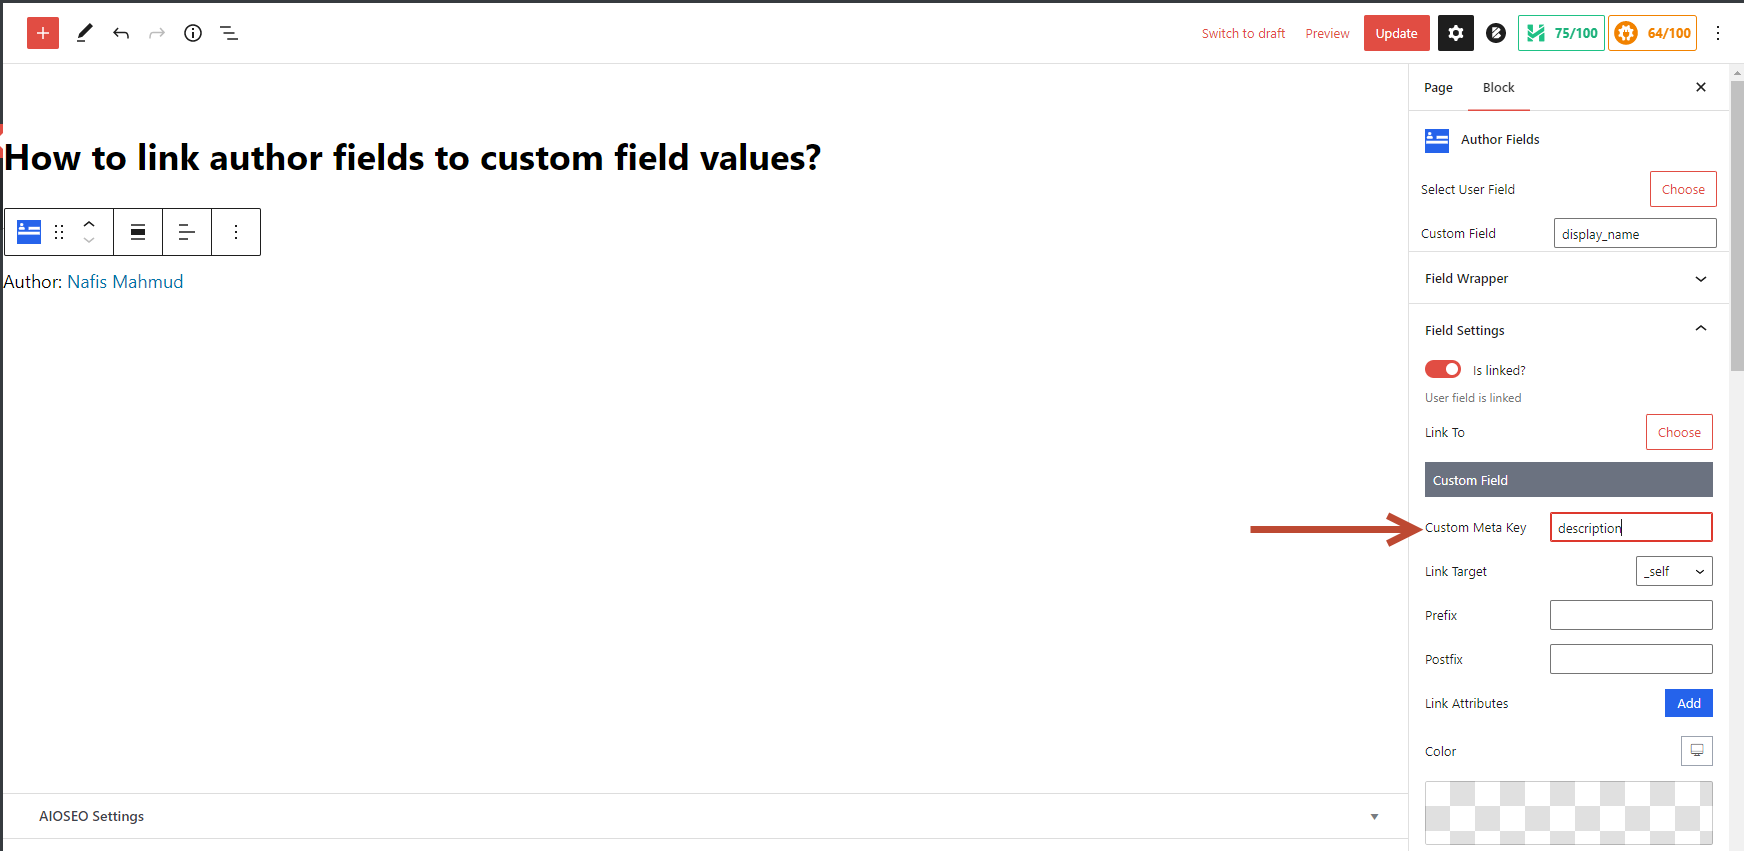 Switch to draft
Preview
Update
75/100
64/100
How to link author fields to custom field values?
Author: Nafis Mahmud
AIOSEO Settings
Page
Block
Author Fields
Select User Field
Choose
Custom Field
display_name
Field Wrapper
Field Settings
Is linked?
User field is linked
Link To
Choose
Custom Field
Custom Meta Key
description
Link Target
_self
Prefix
Postfix
Link Attributes
Add
Color